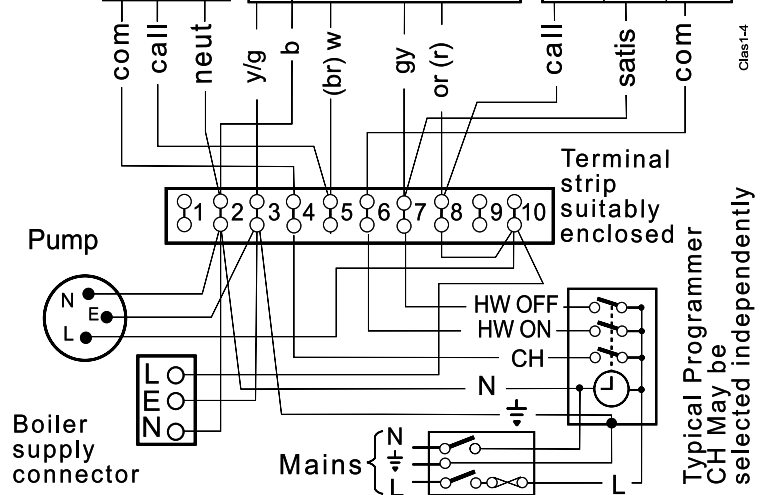 com
call
neut
y/g
b
(br) w
gy
or (r)
call
satis
com
Clas1-4
Terminal
strip
suitably
enclosed
1 2 3 4 5 6 7 8 9 10
Pump
N
E
L
HW OFF
HW ON
CH
N
L
E
N
Boiler
supply
connector
Mains
N
L
L
Typical Programmer
CH May be
selected independently